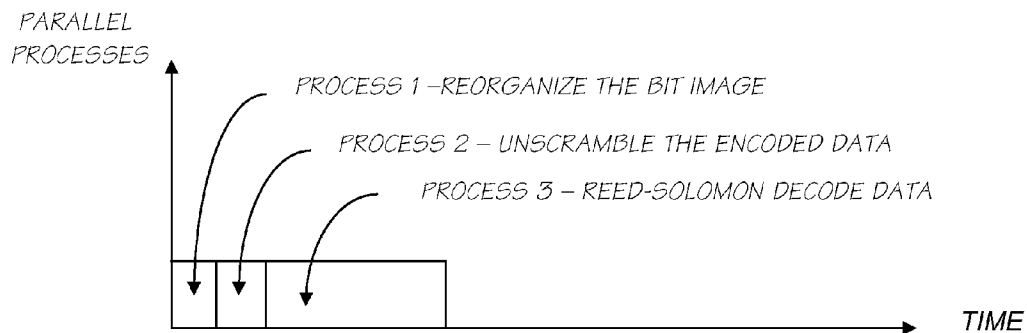 PARALLEL
PROCESSES
PROCESS 1 –REORGANIZE THE BIT IMAGE
PROCESS 2 – UNSCRAMBLE THE ENCODED DATA
PROCESS 3 – REED-SOLOMON DECODE DATA
TIME